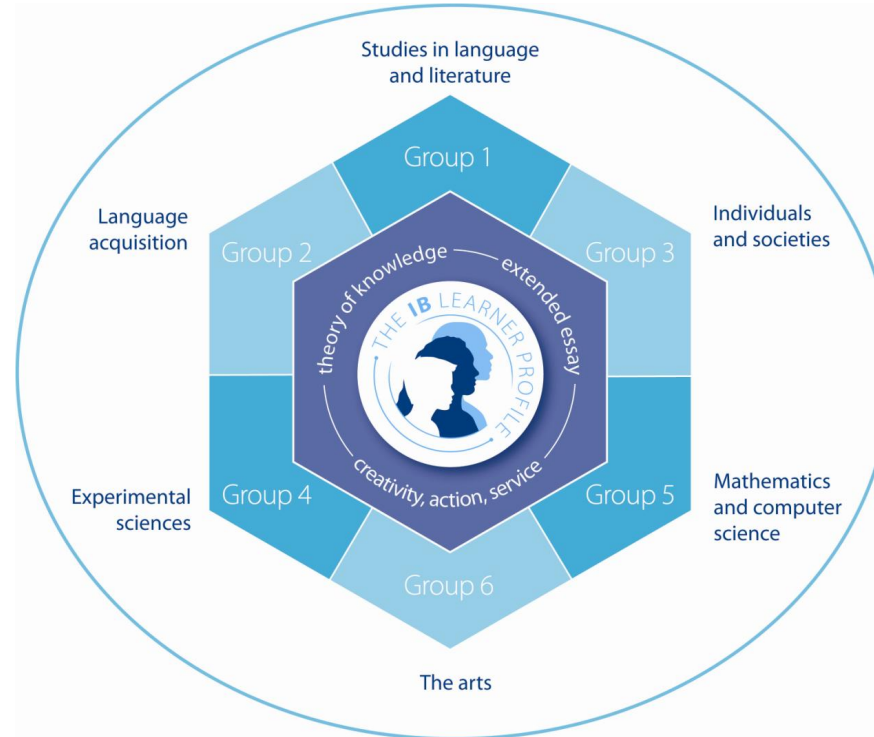 Studies in language
and literature
Group 1
Language
acquisition
Group 2
Individuals
and societies
Group 3
theory of knowledge
extended essay
THE IB LEARNER PROFILE
creativity, action, service
Experimental
sciences
Group 4
Mathematics
and computer
science
Group 5
Group 6
The arts